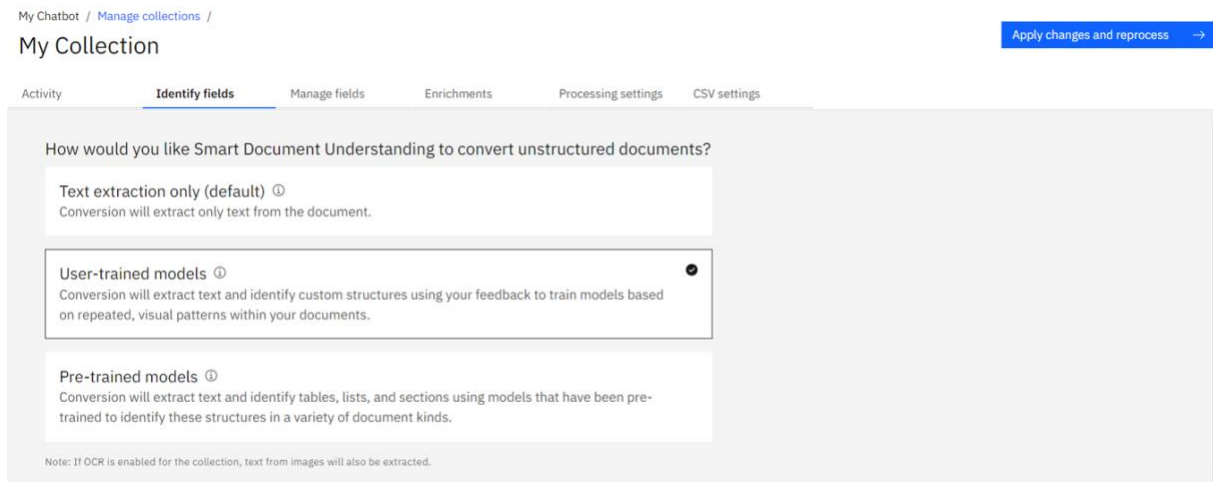 My Chatbot / Manage collections /
My Collection
Apply changes and reprocess →
Activity Identify fields Manage fields Enrichments Processing settings CSV settings
How would you like Smart Document Understanding to convert unstructured documents?
Text extraction only (default)
Conversion will extract only text from the document.
User-trained models
Conversion will extract text and identify custom structures using your feedback to train models based
on repeated, visual patterns within your documents.
Pre-trained models
Conversion will extract text and identify tables, lists, and sections using models that have been pre-
trained to identify these structures in a variety of document kinds.
Note: If OCR is enabled for the collection, text from images will also be extracted.